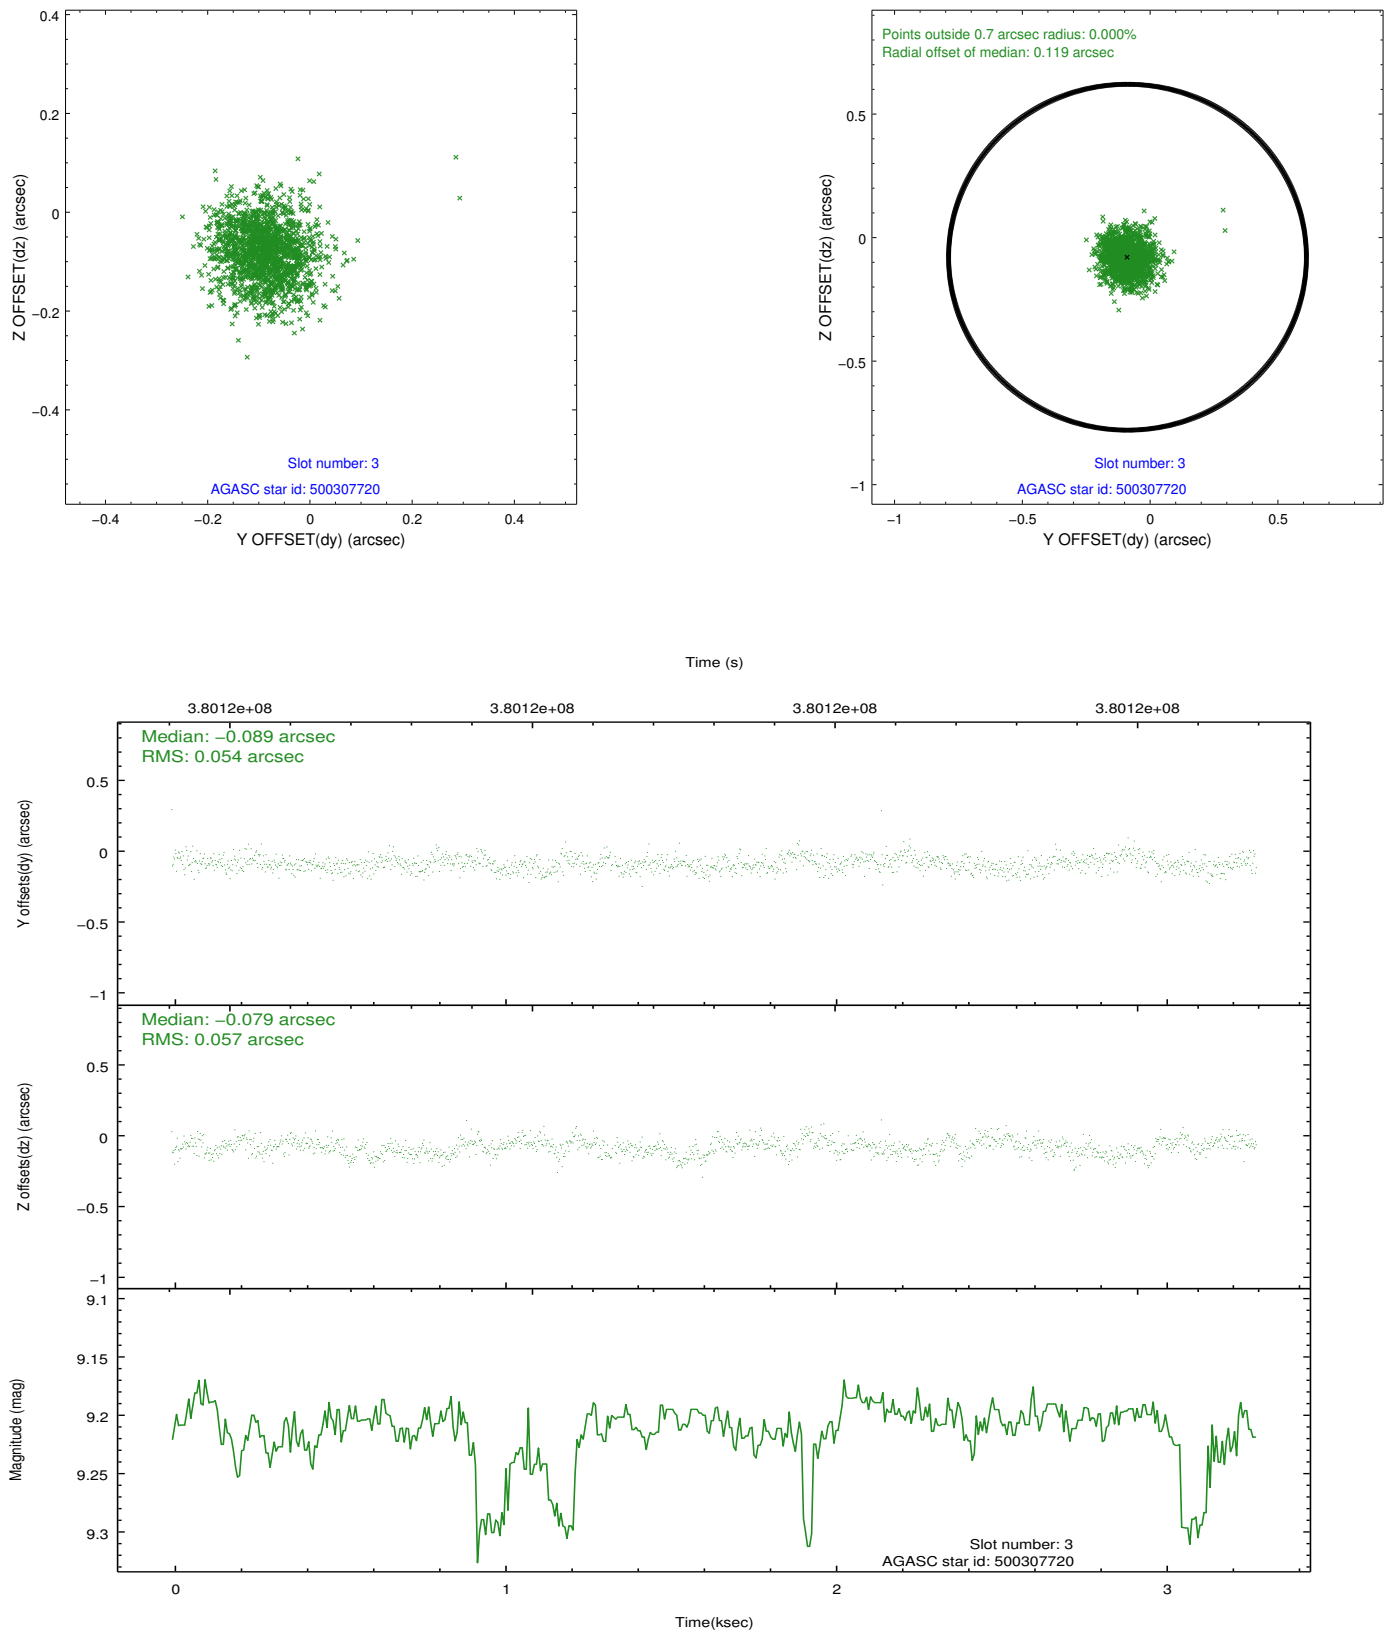 0.4
0.2
0
−0.2
−0.4
Z OFFSET(dz) (arcsec)
Slot number: 3
AGASC star id: 500307720
−0.4 −0.2 0 0.2 0.4
Y OFFSET(dy) (arcsec)
Points outside 0.7 arcsec radius: 0.000%
Radial offset of median: 0.119 arcsec
0.5
0
−0.5
−1
Z OFFSET(dz) (arcsec)
Slot number: 3
AGASC star id: 500307720
−1 −0.5 0 0.5
Y OFFSET(dy) (arcsec)
Time (s)
3.8012e+08 3.8012e+08 3.8012e+08 3.8012e+08
Median: −0.089 arcsec
RMS: 0.054 arcsec
0.5
0
−0.5
−1
Y offsets(dy) (arcsec)
Median: −0.079 arcsec
RMS: 0.057 arcsec
0.5
0
−0.5
−1
Z offsets(dz) (arcsec)
9.1
9.15
9.2
9.25
9.3
Magnitude (mag)
Slot number: 3
AGASC star id: 500307720
0 1 2 3
Time(ksec)